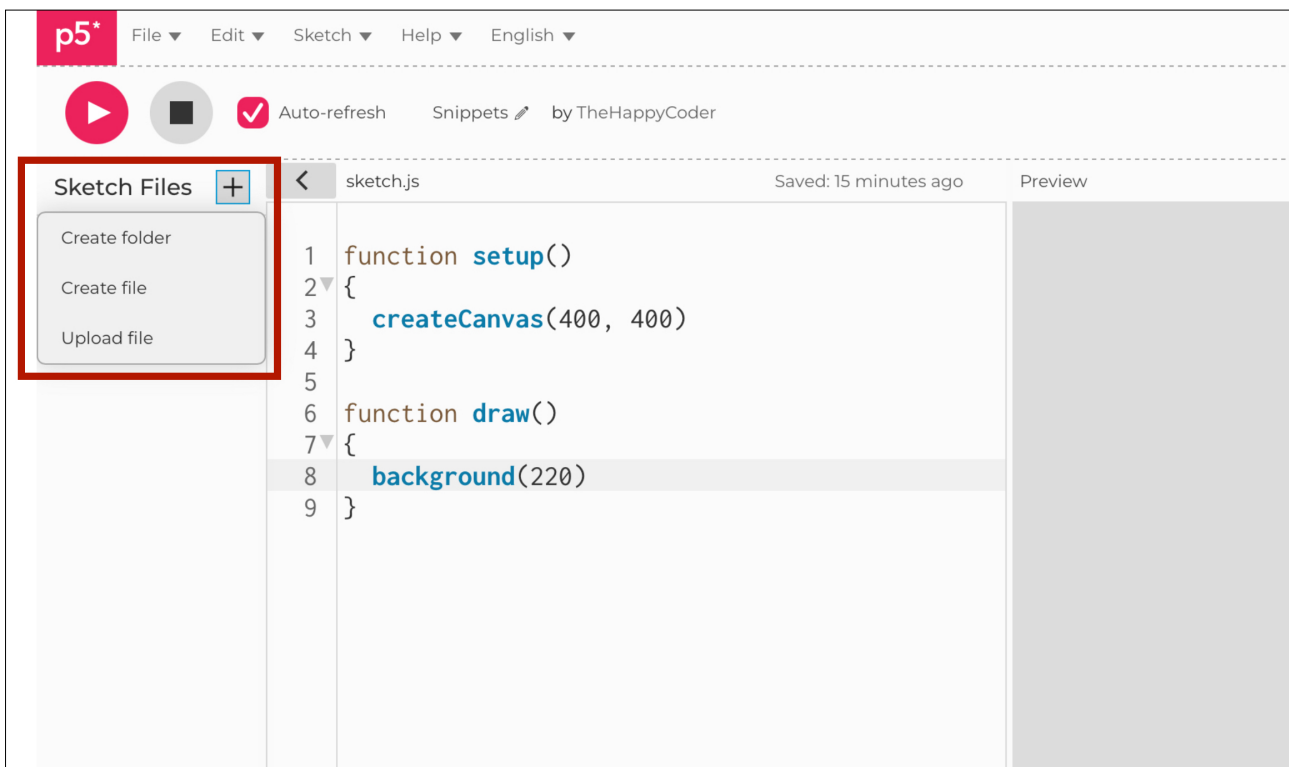 p5* File Edit Sketch Help English
Auto-refresh Snippets by TheHappyCoder
Sketch Files +
Create folder
Create file
Upload file
sketch.js Saved: 15 minutes ago Preview
1 function setup()
2 {
3 createCanvas(400, 400)
4 }
5
6 function draw()
7 {
8 background(220)
9 }